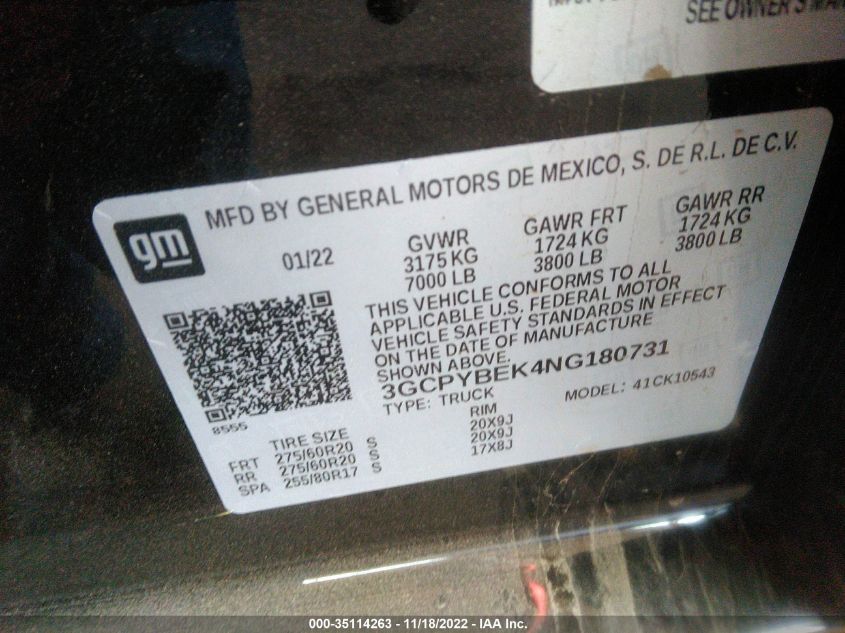 SEE OWNER'S MAN
MFD BY GENERAL MOTORS DE MEXICO, S. DE R.L. DE C.V.
gm
01/22
GVWR
3175 KG
7000 LB
GAWR FRT
1724 KG
3800 LB
GAWR RR
1724 KG
3800 LB
THIS VEHICLE CONFORMS TO ALL
APPLICABLE U.S. FEDERAL MOTOR
VEHICLE SAFETY STANDARDS IN EFFECT
ON THE DATE OF MANUFACTURE
SHOWN ABOVE.
3GCPYBEK4NG180731
TYPE: TRUCK
MODEL: 41CK10543
8555
TIRE SIZE RIM
FRT 275/60R20 S 20X9J
RR 275/60R20 S 20X9J
SPA 255/80R17 S 17X8J
000-35114263 - 11/18/2022 - IAA Inc.